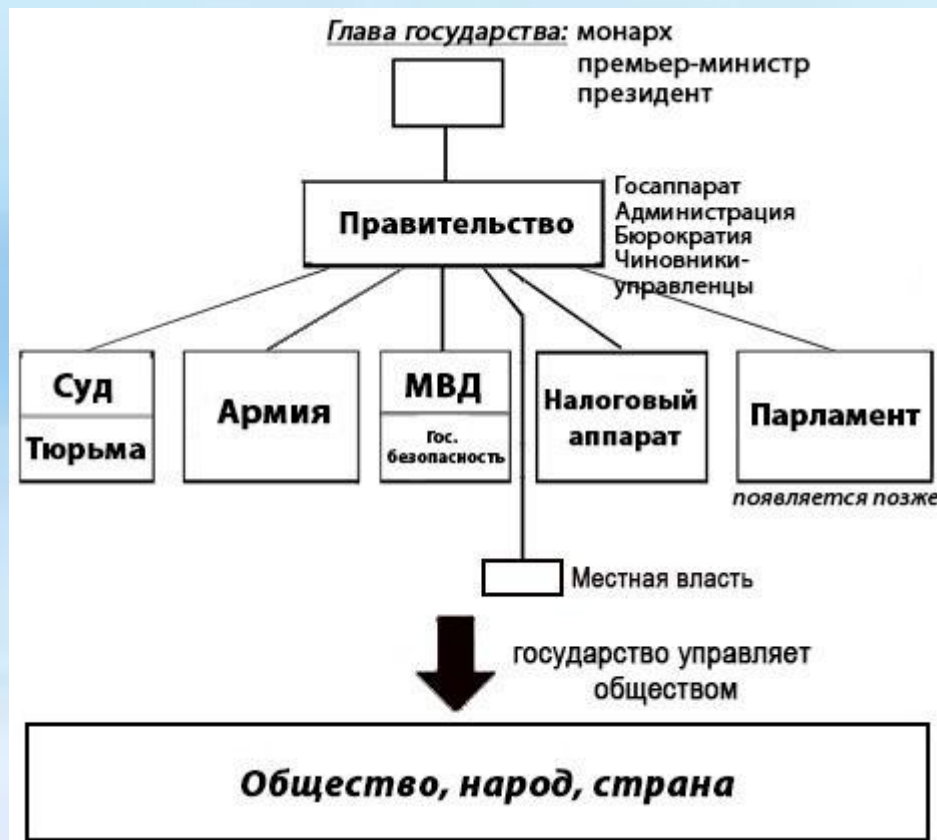 Глава государства: монарх
премьер-министр
президент
Правительство
Госаппарат
Администрация
Бюрократия
Чиновники-
управленцы
Суд
Тюрьма
Армия
МВД
Гос.
безопасность
Налоговый
аппарат
Парламент
появляется позже
Местная власть
государство управляет
обществом
Общество, народ, страна